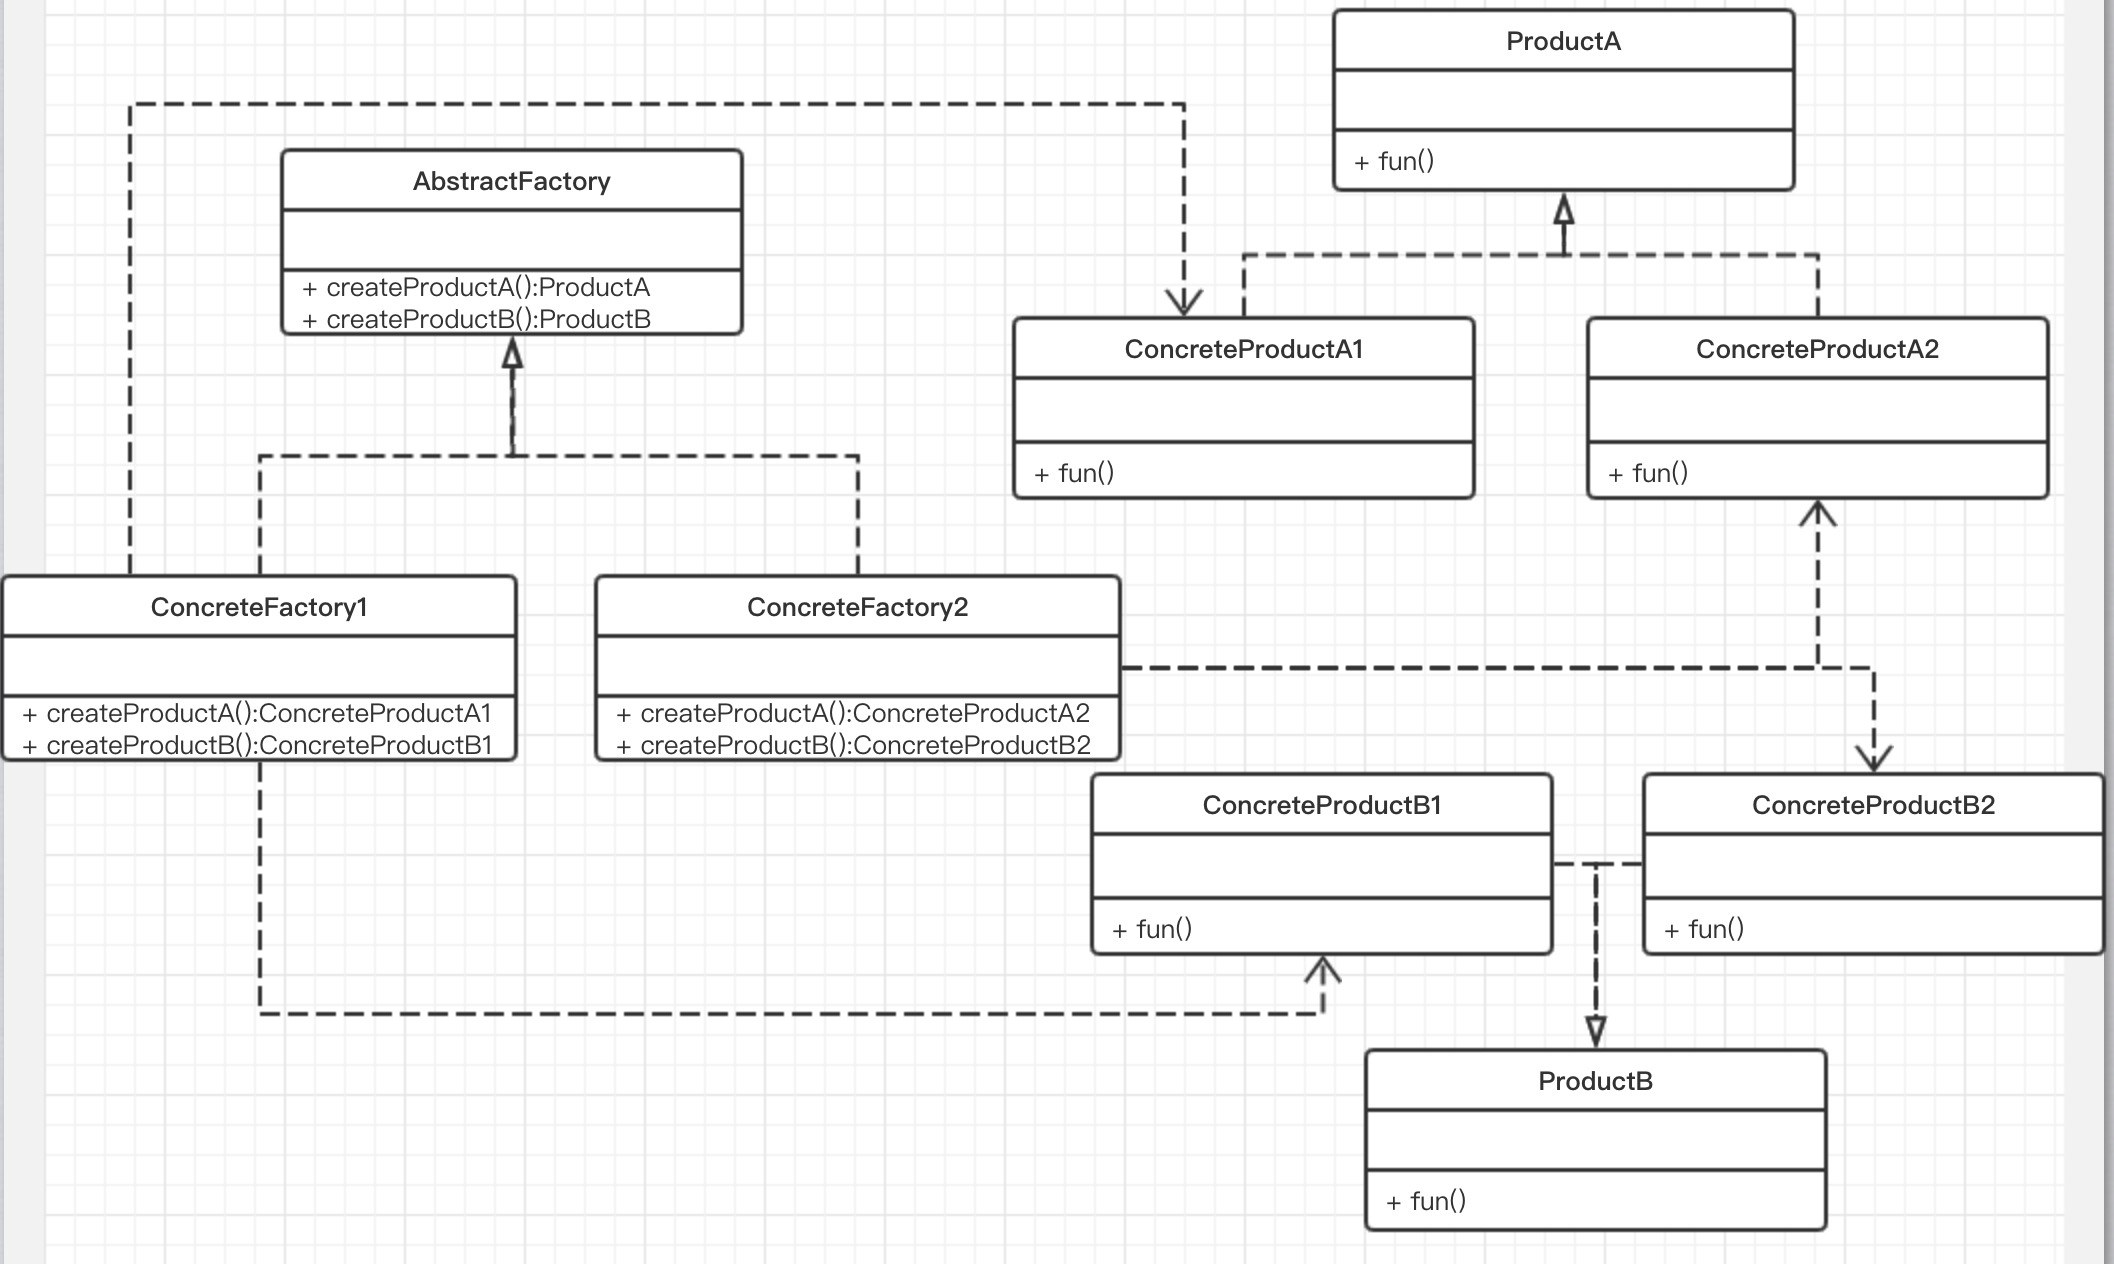 ProductA
+ fun()
AbstractFactory
+ createProductA():ProductA
+ createProductB():ProductB
ConcreteProductA1
+ fun()
ConcreteProductA2
+ fun()
ConcreteFactory1
+ createProductA():ConcreteProductA1
+ createProductB():ConcreteProductB1
ConcreteFactory2
+ createProductA():ConcreteProductA2
+ createProductB():ConcreteProductB2
ConcreteProductB1
+ fun()
ConcreteProductB2
+ fun()
ProductB
+ fun()